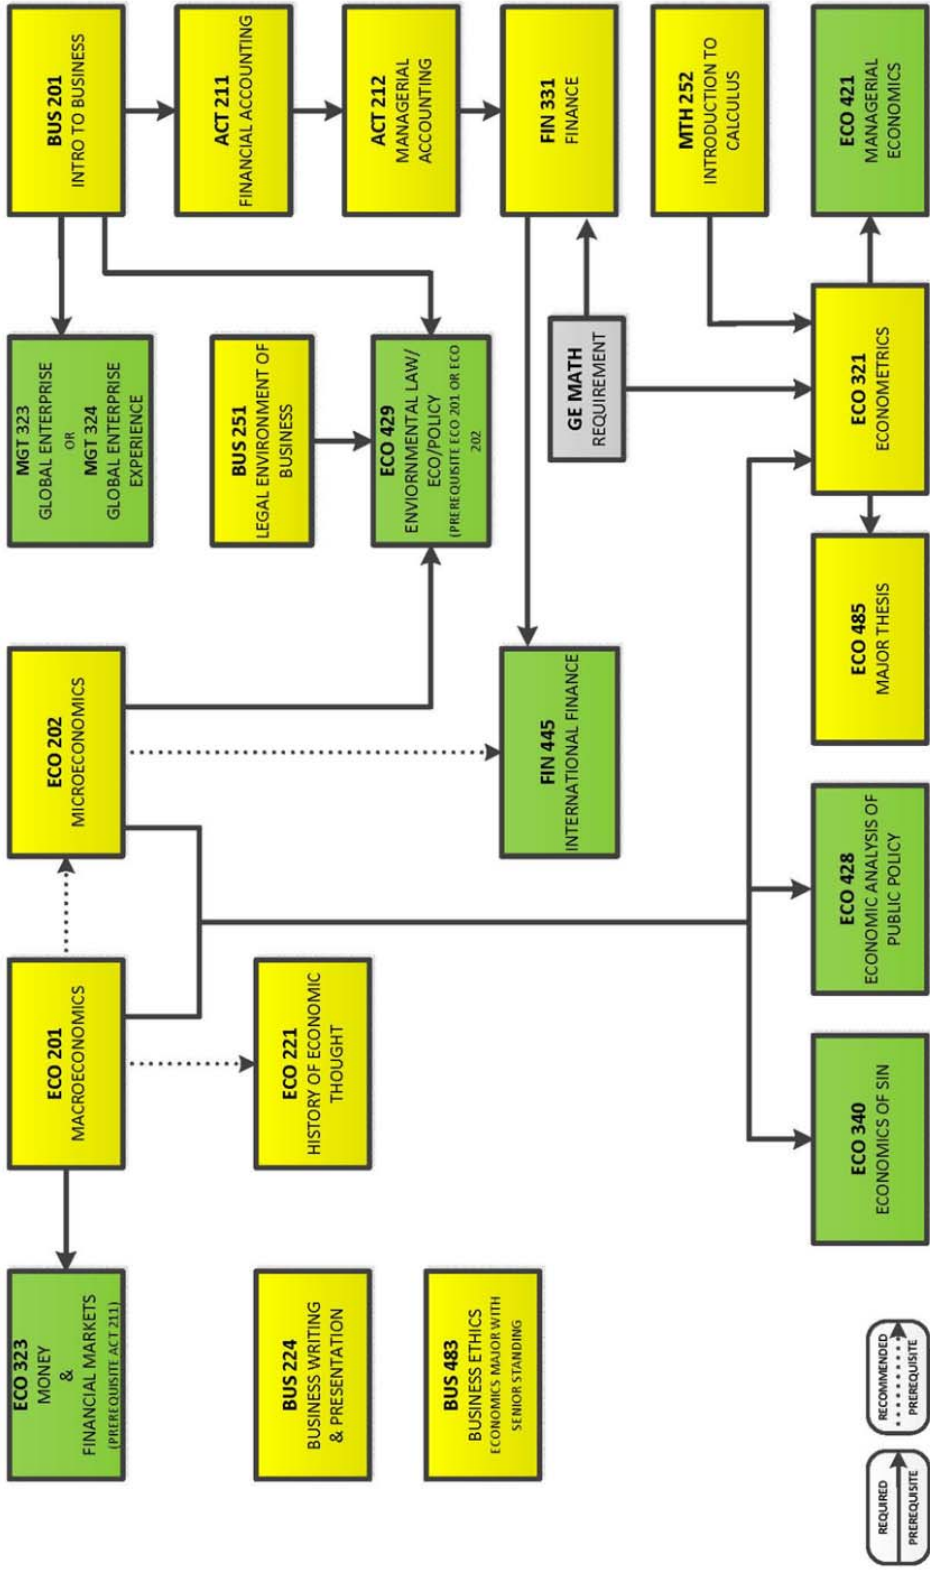 ECO 323
MONEY
&
FINANCIAL MARKETS
(PREREQUISITE ACT 211)
ECO 201
MACROECONOMICS
ECO 202
MICROECONOMICS
MGT 323
GLOBAL ENTERPRISE
OR
MGT 324
GLOBAL ENTERPRISE
EXPERIENCE
BUS 201
INTRO TO BUSINESS
BUS 224
BUSINESS WRITING
& PRESENTATION
ECO 221
HISTORY OF ECONOMIC
THOUGHT
BUS 251
LEGAL ENVIRONMENT OF
BUSINESS
ACT 211
FINANCIAL ACCOUNTING
BUS 483
BUSINESS ETHICS
ECONOMICS MAJOR WITH
SENIOR STANDING
ECO 429
ENVIORNMENTAL LAW/
ECO/POLICY
(PREREQUISITE ECO 201 OR ECO
202
ACT 212
MANAGERIAL
ACCOUNTING
FIN 445
INTERNATIONAL FINANCE
GE MATH
REQUIREMENT
FIN 331
FINANCE
MTH 252
INTRODUCTION TO
CALCULUS
ECO 340
ECONOMICS OF SIN
ECO 428
ECONOMIC ANALYSIS OF
PUBLIC POLICY
ECO 485
MAJOR THESIS
ECO 321
ECONOMETRICS
ECO 421
MANAGERIAL
ECONOMICS
REQUIRED
PREREQUISITE
RECOMMENDED
PREREQUISITE